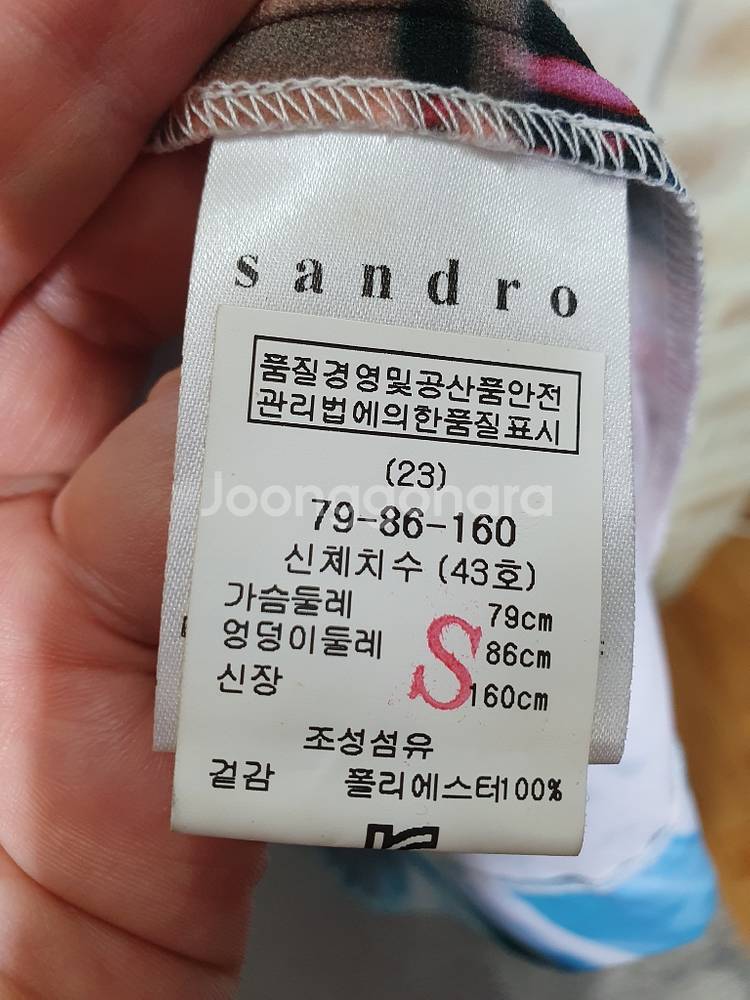 sandro
품질경영및공산품안전
관리법에의한품질표시
(23)
Joonggonara
79-86-160
신체치수 (43호)
가슴둘레 79cm
엉덩이둘레 86cm
S
신장 160cm
조성섬유
겉감 폴리에스터100%